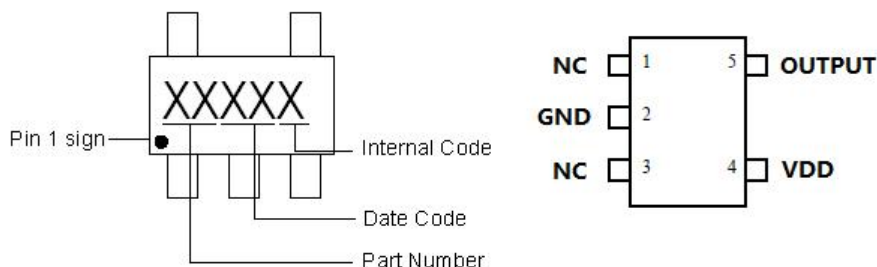 XXXXX
Pin 1 sign
Internal Code
Date Code
Part Number
NC 1 5 OUTPUT
GND 2
NC 3 4 VDD